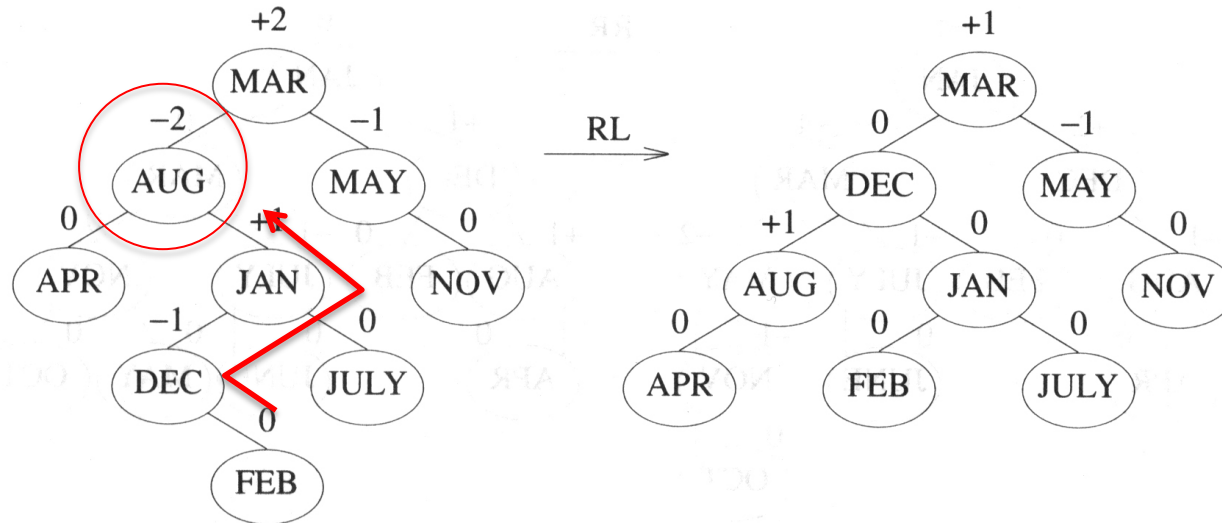 +2 +1
MAR MAR
−2 −1 RL 0 −1
AUG MAY DEC MAY
0 +1 0 +1 0 0
APR JAN NOV AUG JAN NOV
−1 0 0 0 0
DEC JULY APR FEB JULY
0
FEB